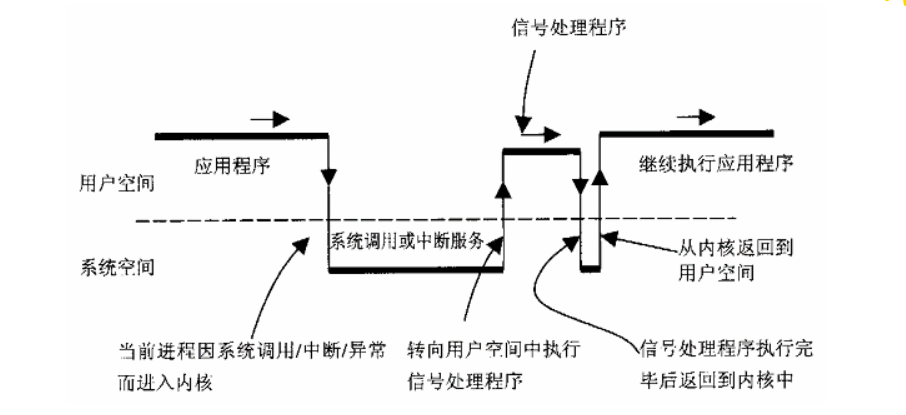 信号处理程序
应用程序
继续执行应用程序
用户空间
系统调用或中断服务
从内核返回到
用户空间
系统空间
当前进程因系统调用/中断/异常
而进入内核
转向用户空间中执行
信号处理程序
信号处理程序执行完
毕后返回到内核中